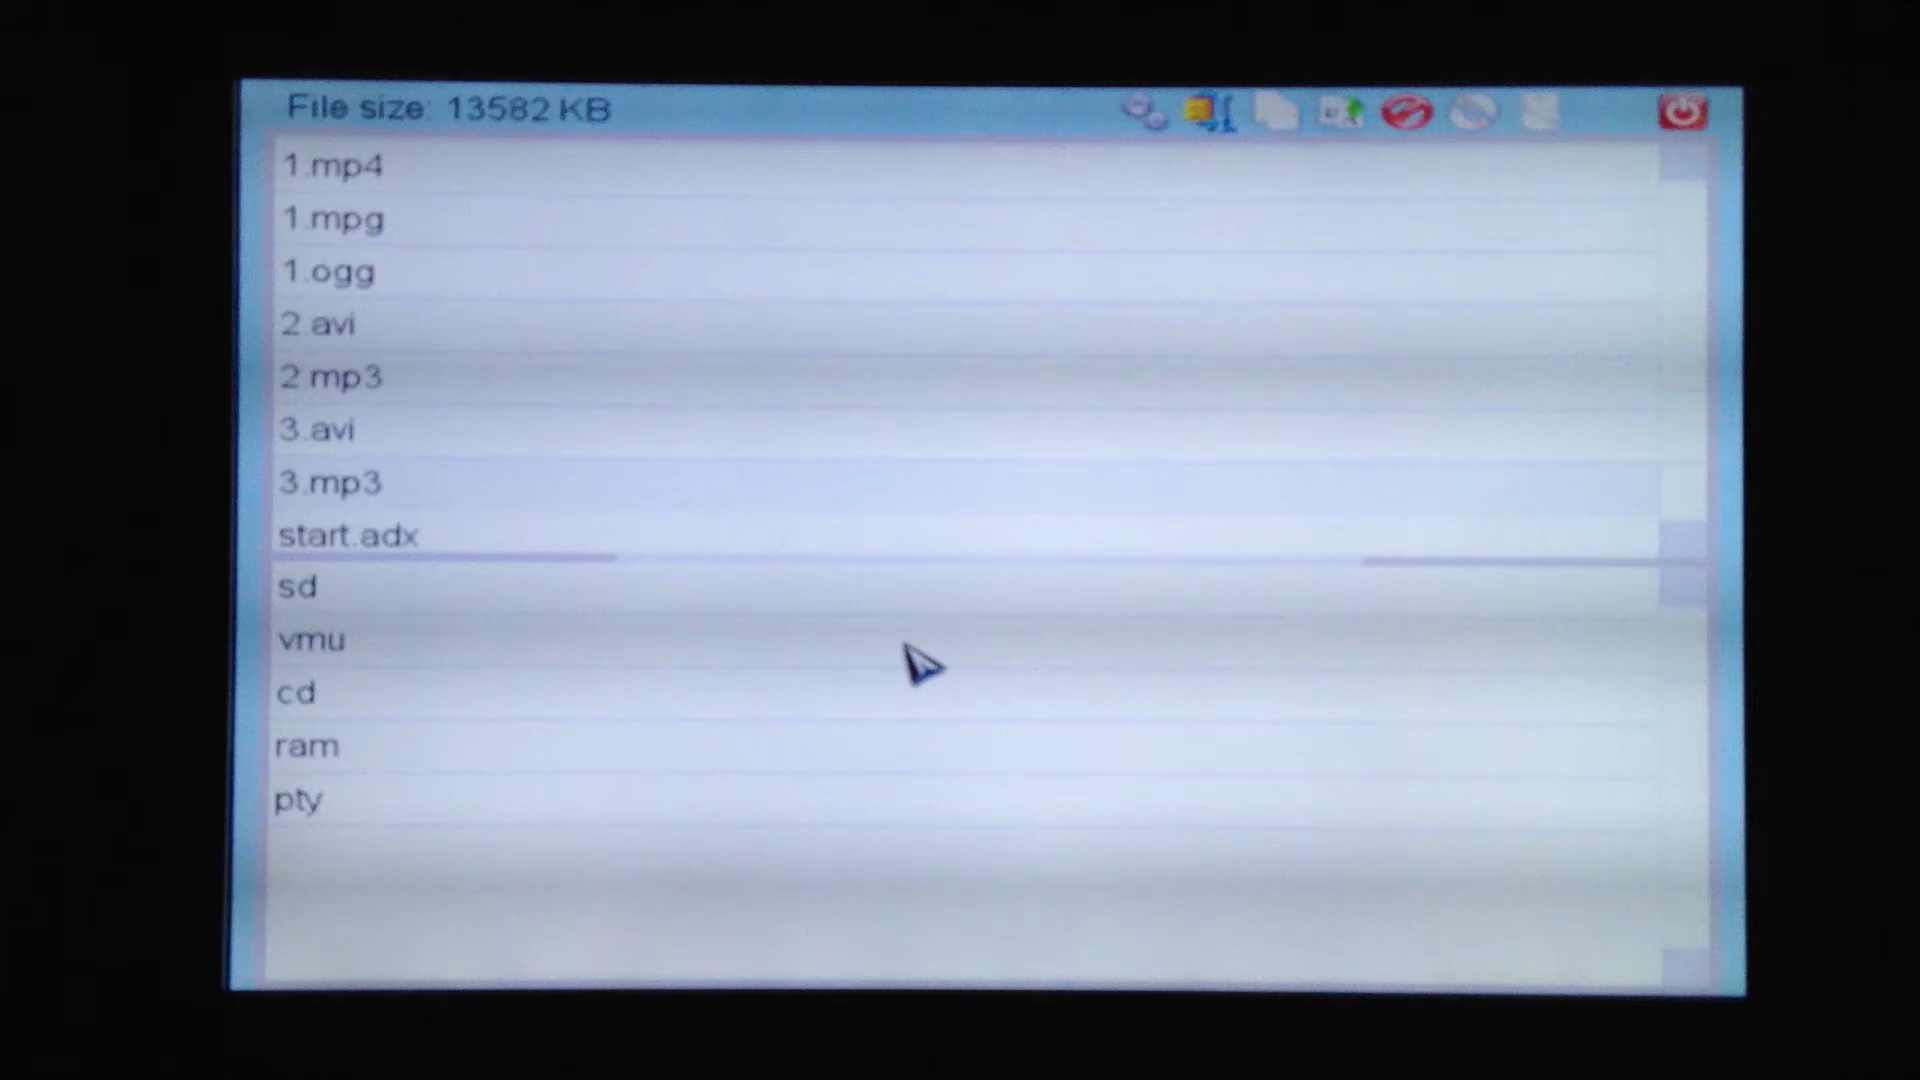 File size: 13582 KB
1.mp4
1.mpg
1.ogg
2.avi
2.mp3
3.avi
3.mp3
start.adx
sd
vmu
cd
ram
pty